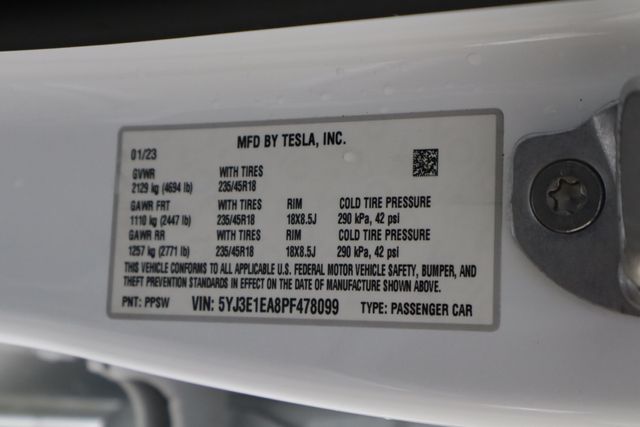 MFD BY TESLA, INC.
01/23
GVWR WITH TIRES
2129 kg (4694 lb) 235/45R18
GAWR FRT WITH TIRES RIM COLD TIRE PRESSURE
1110 kg (2447 lb) 235/45R18 18X8.5J 290 kPa, 42 psi
GAWR RR WITH TIRES RIM COLD TIRE PRESSURE
1257 kg (2771 lb) 235/45R18 18X8.5J 290 kPa, 42 psi
THIS VEHICLE CONFORMS TO ALL APPLICABLE U.S. FEDERAL MOTOR VEHICLE SAFETY, BUMPER, AND
THEFT PREVENTION STANDARDS IN EFFECT ON THE DATE OF MANUFACTURE SHOWN ABOVE.
PNT: PPSW VIN: 5YJ3E1EA8PF478099 TYPE: PASSENGER CAR